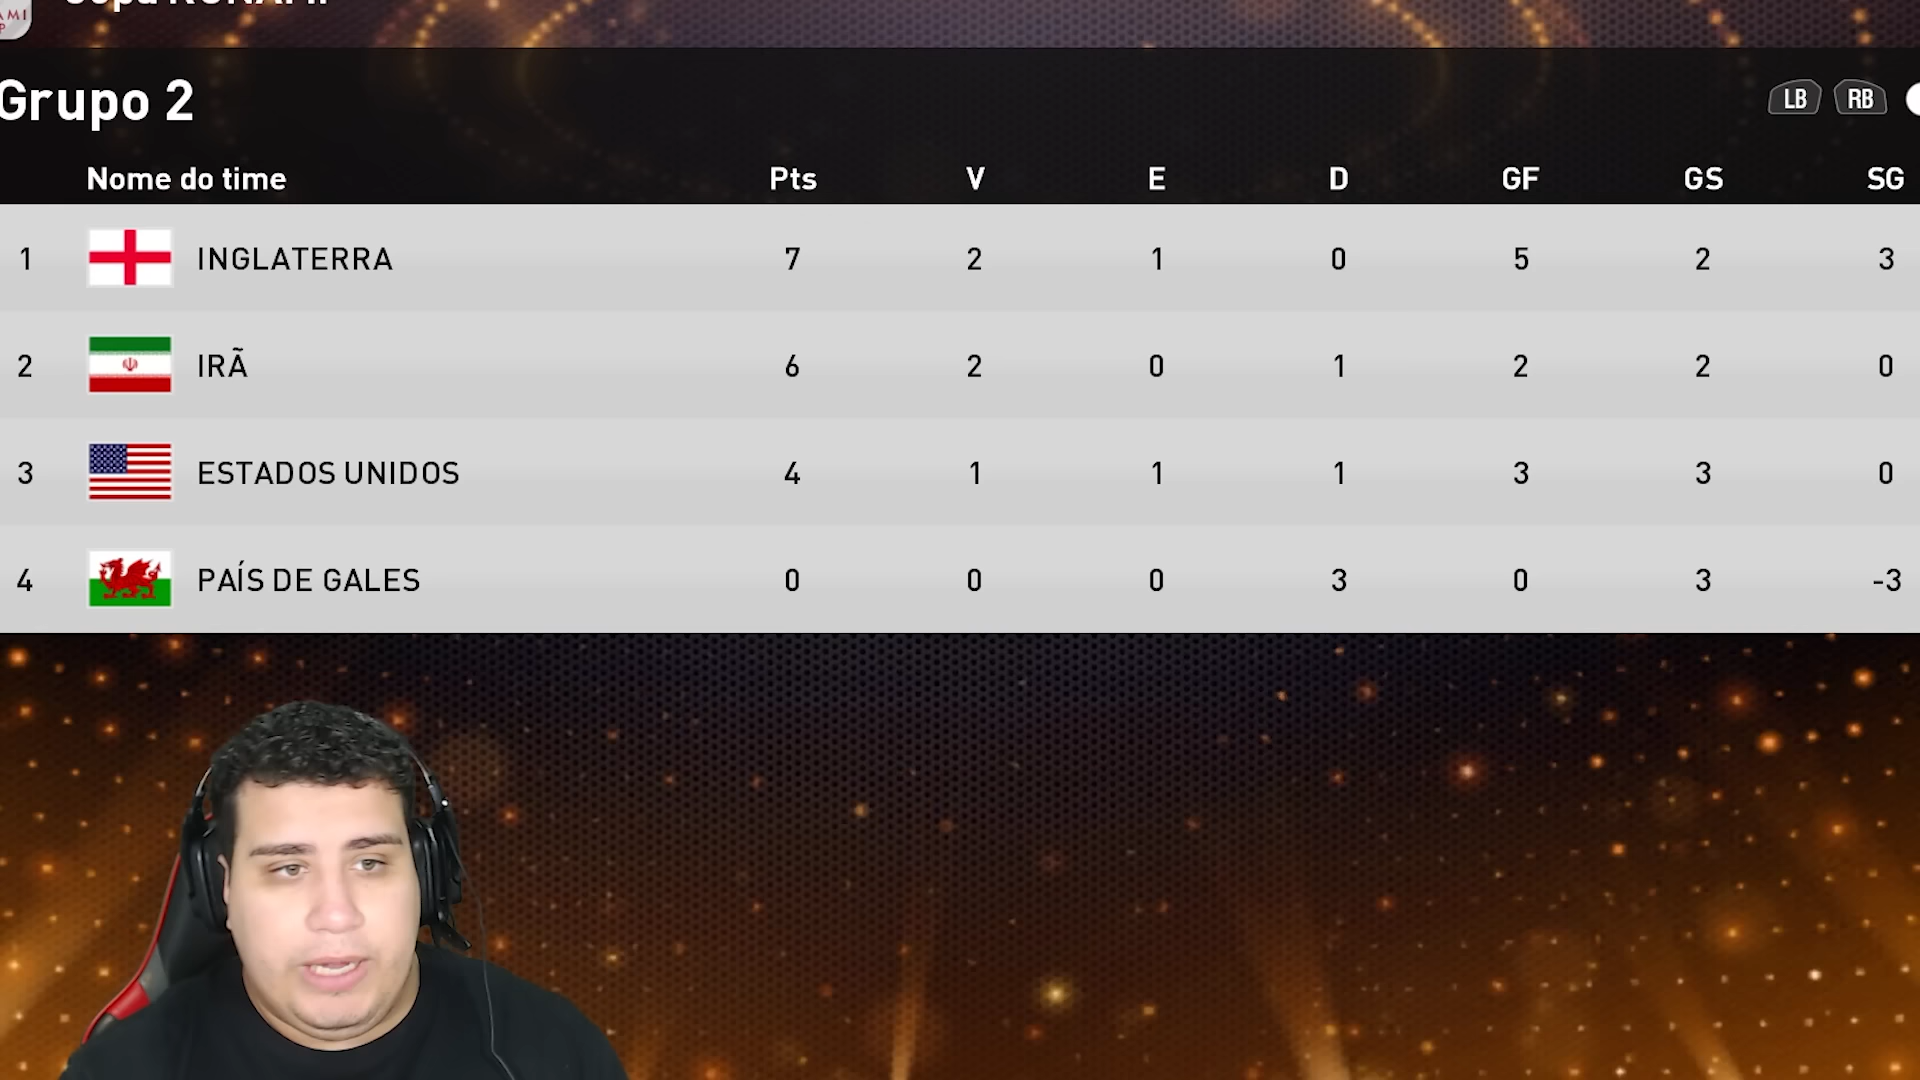 Copa KONAMI
Grupo 2
LB RB
Nome do time Pts V E D GF GS SG
1 INGLATERRA 7 2 1 0 5 2 3
2 IRÃ 6 2 0 1 2 2 0
3 ESTADOS UNIDOS 4 1 1 1 3 3 0
4 PAÍS DE GALES 0 0 0 3 0 3 -3